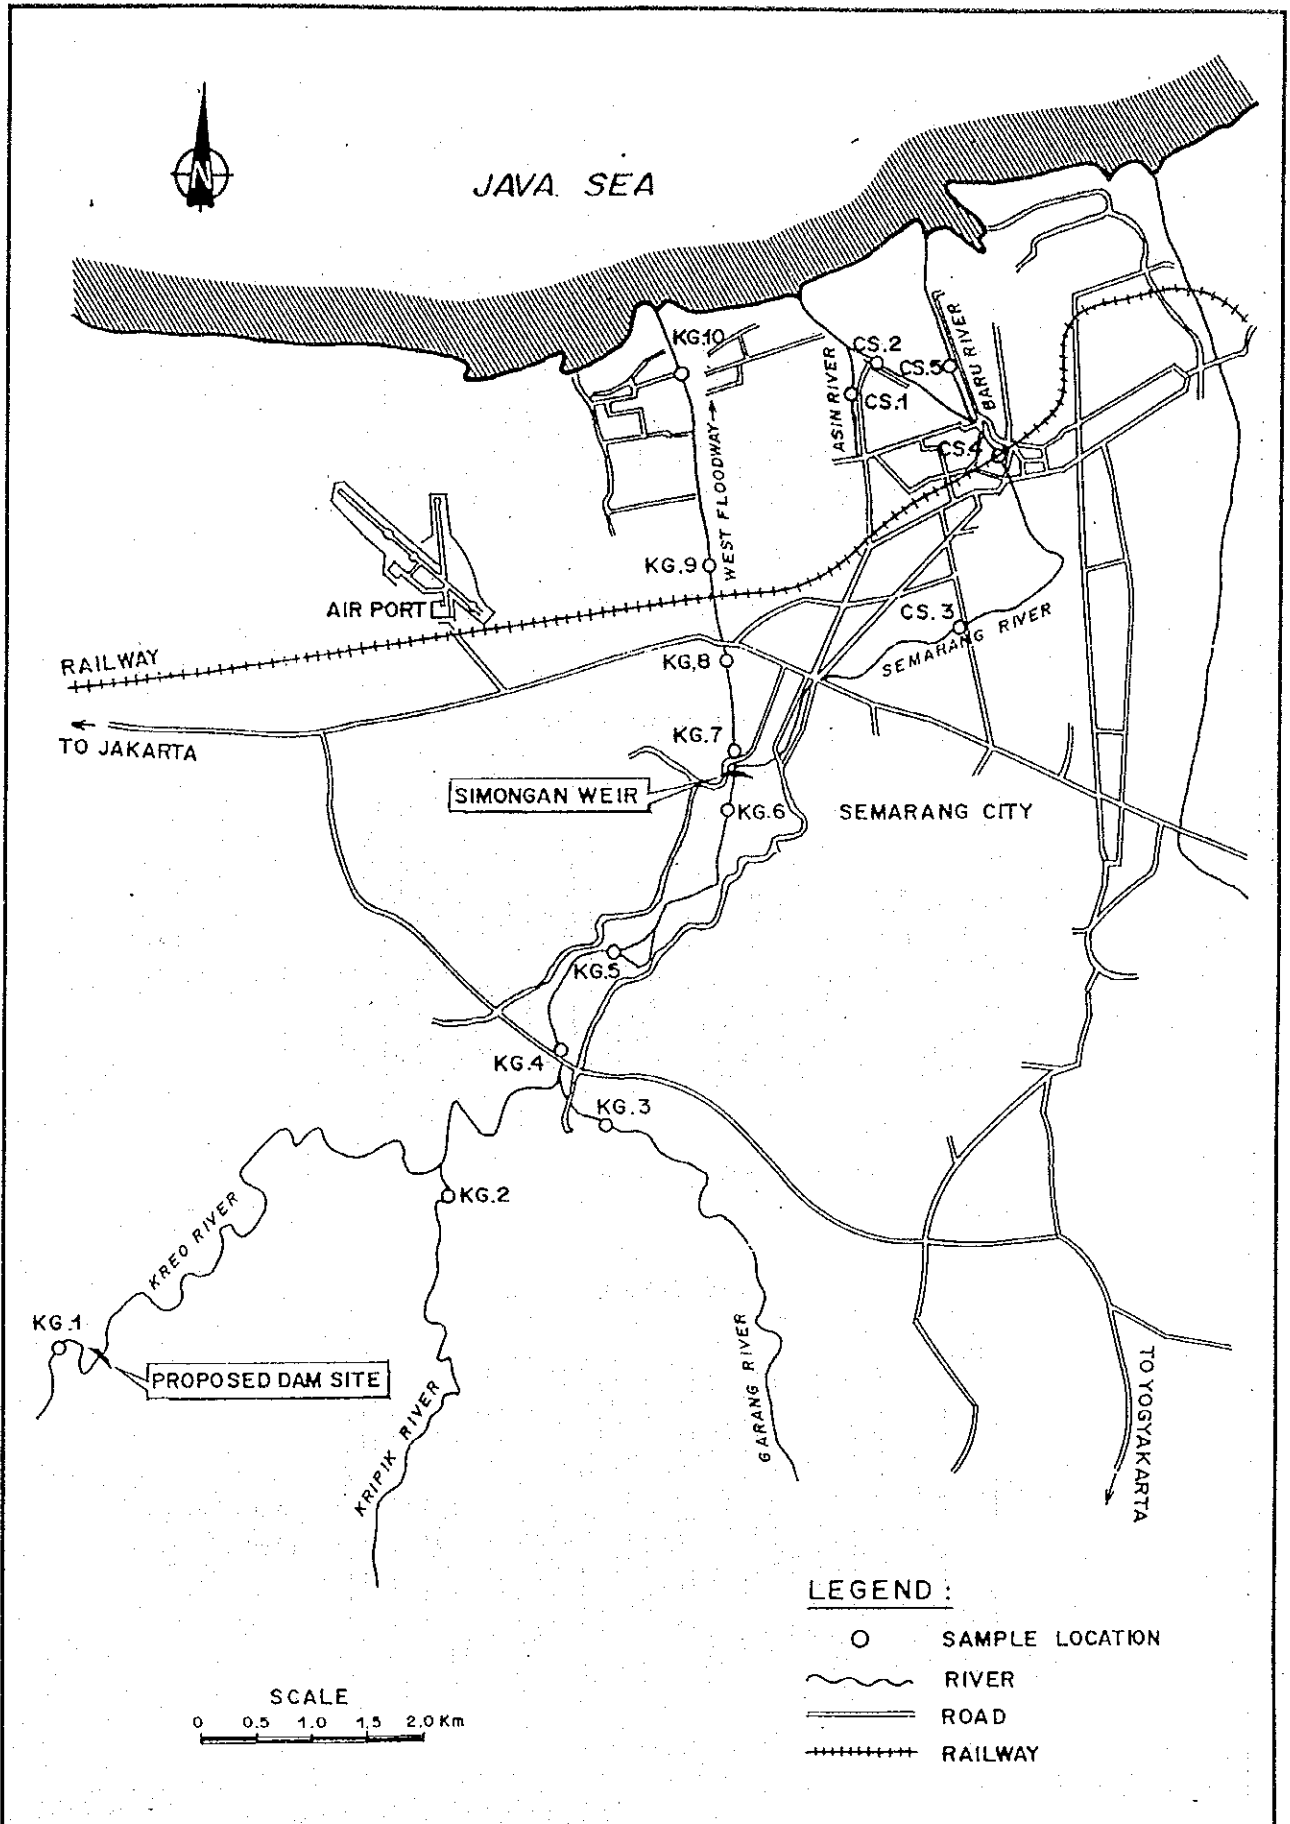 N
JAVA. SEA
KG.10
CS.2
CS.5
BARU RIVER
ASIN RIVER
CS.1
WEST FLOODWAY
CS.4
KG.9
AIR PORT
CS. 3
SEMARANG RIVER
RAILWAY
KG,8
TO JAKARTA
KG.7
SIMONGAN WEIR
KG.6
SEMARANG CITY
KG.5
KG.4
KG.3
KG.2
KREO RIVER
KG.1
PROPOSED DAM SITE
KRIPIK RIVER
GARANG RIVER
TO YOGYAKARTA
LEGEND :
SAMPLE LOCATION
RIVER
ROAD
RAILWAY
SCALE
0 0.5 1.0 1.5 2.0 Km